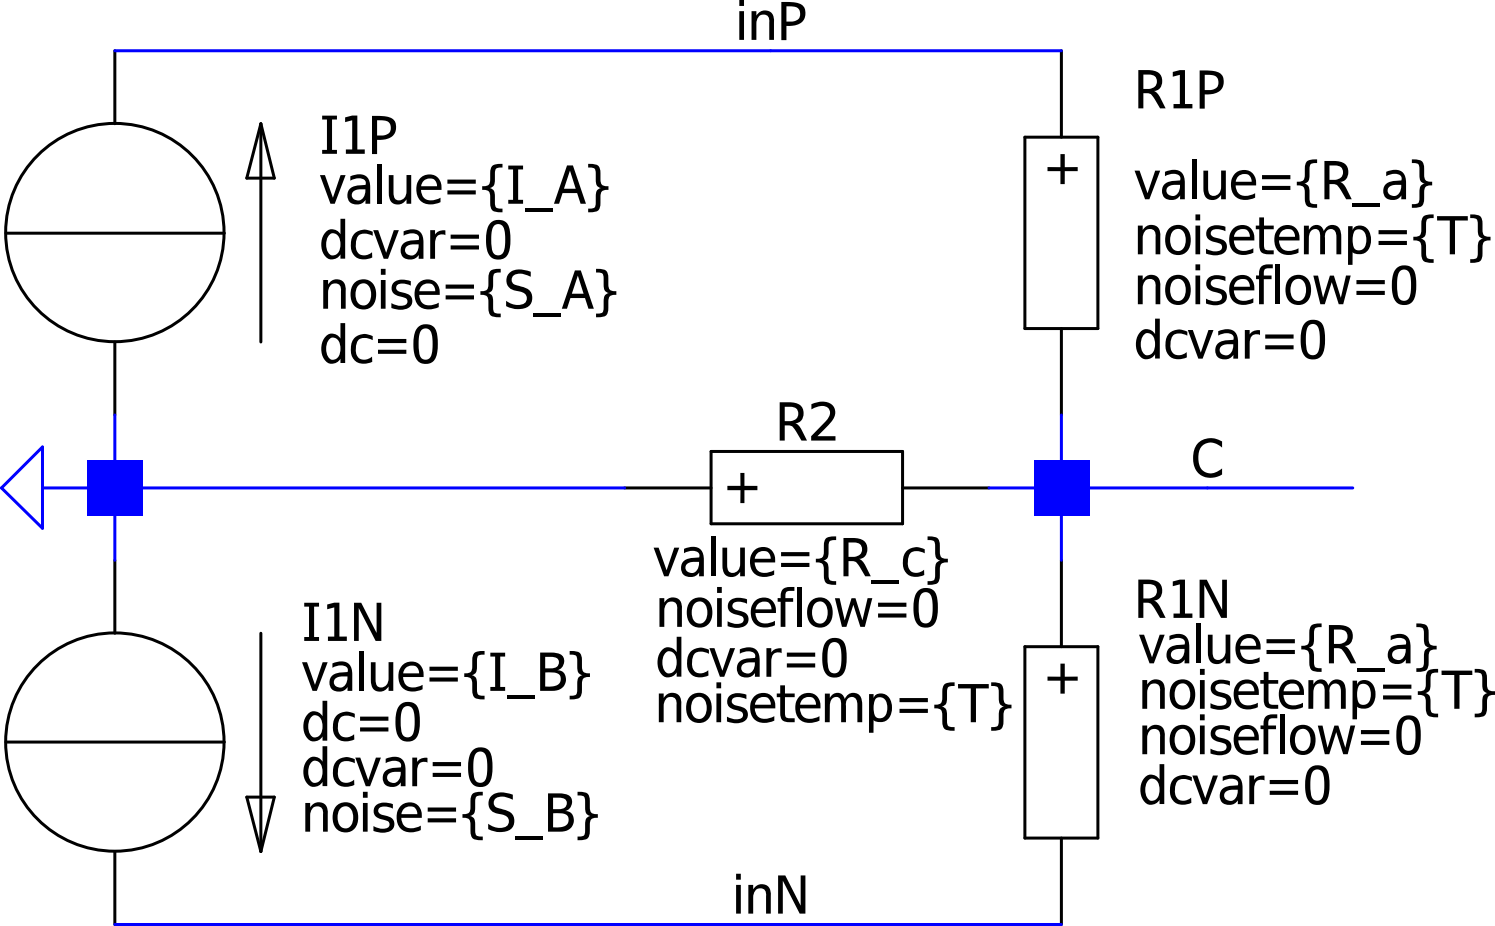 inP
I1P
value={I_A}
dcvar=0
noise={S_A}
dc=0
R1P
+
value={R_a}
noisetemp={T}
noiseflow=0
dcvar=0
R2
+
value={R_c}
noiseflow=0
dcvar=0
noisetemp={T}
C
I1N
value={I_B}
dc=0
dcvar=0
noise={S_B}
R1N
+
value={R_a}
noisetemp={T}
noiseflow=0
dcvar=0
inN